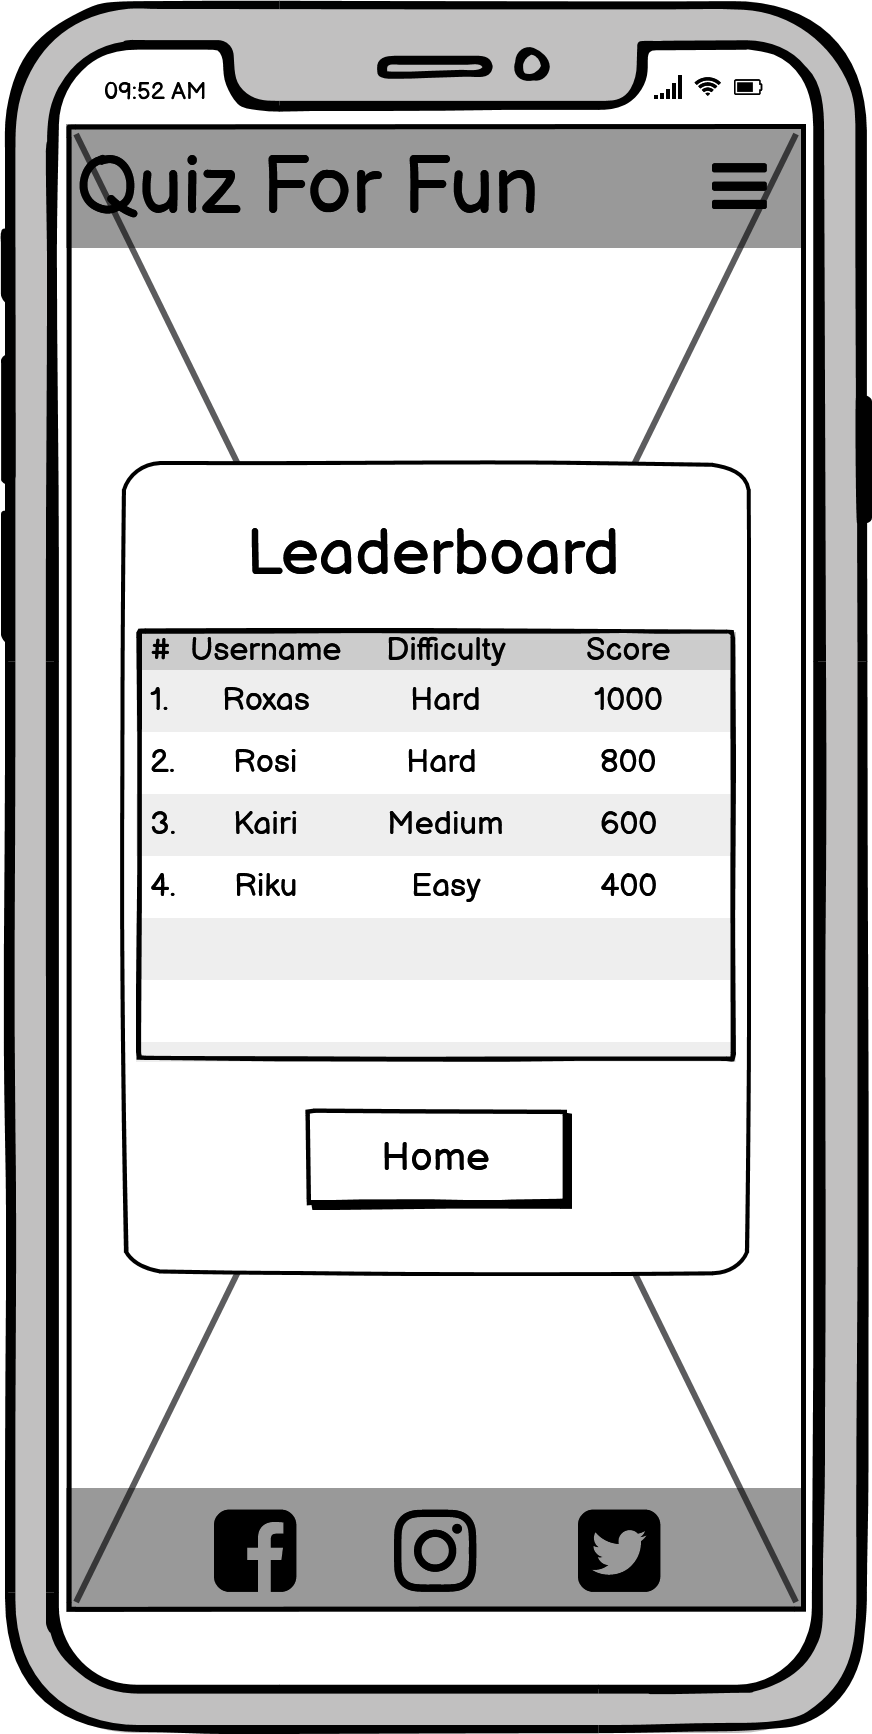 09:52 AM
Quiz For Fun
Leaderboard
# Username Difficulty Score
1. Roxas Hard 1000
2. Rosi Hard 800
3. Kairi Medium 600
4. Riku Easy 400
Home